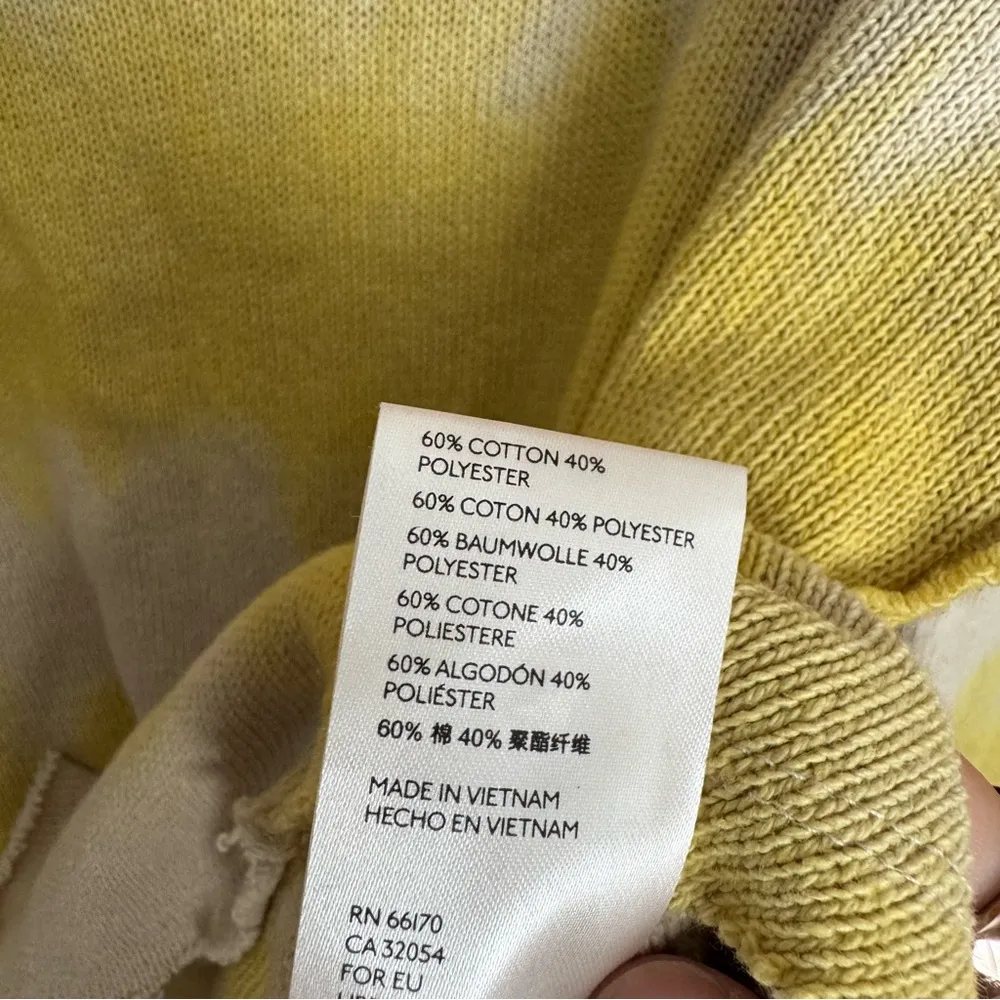 60% COTTON 40%
POLYESTER
60% COTON 40% POLYESTER
60% BAUMWOLLE 40%
POLYESTER
60% COTONE 40%
POLIESTERE
60% ALGODÓN 40%
POLIÉSTER
60% 棉 40% 聚酯纤维
MADE IN VIETNAM
HECHO EN VIETNAM
RN 66170
CA 32054
FOR EU